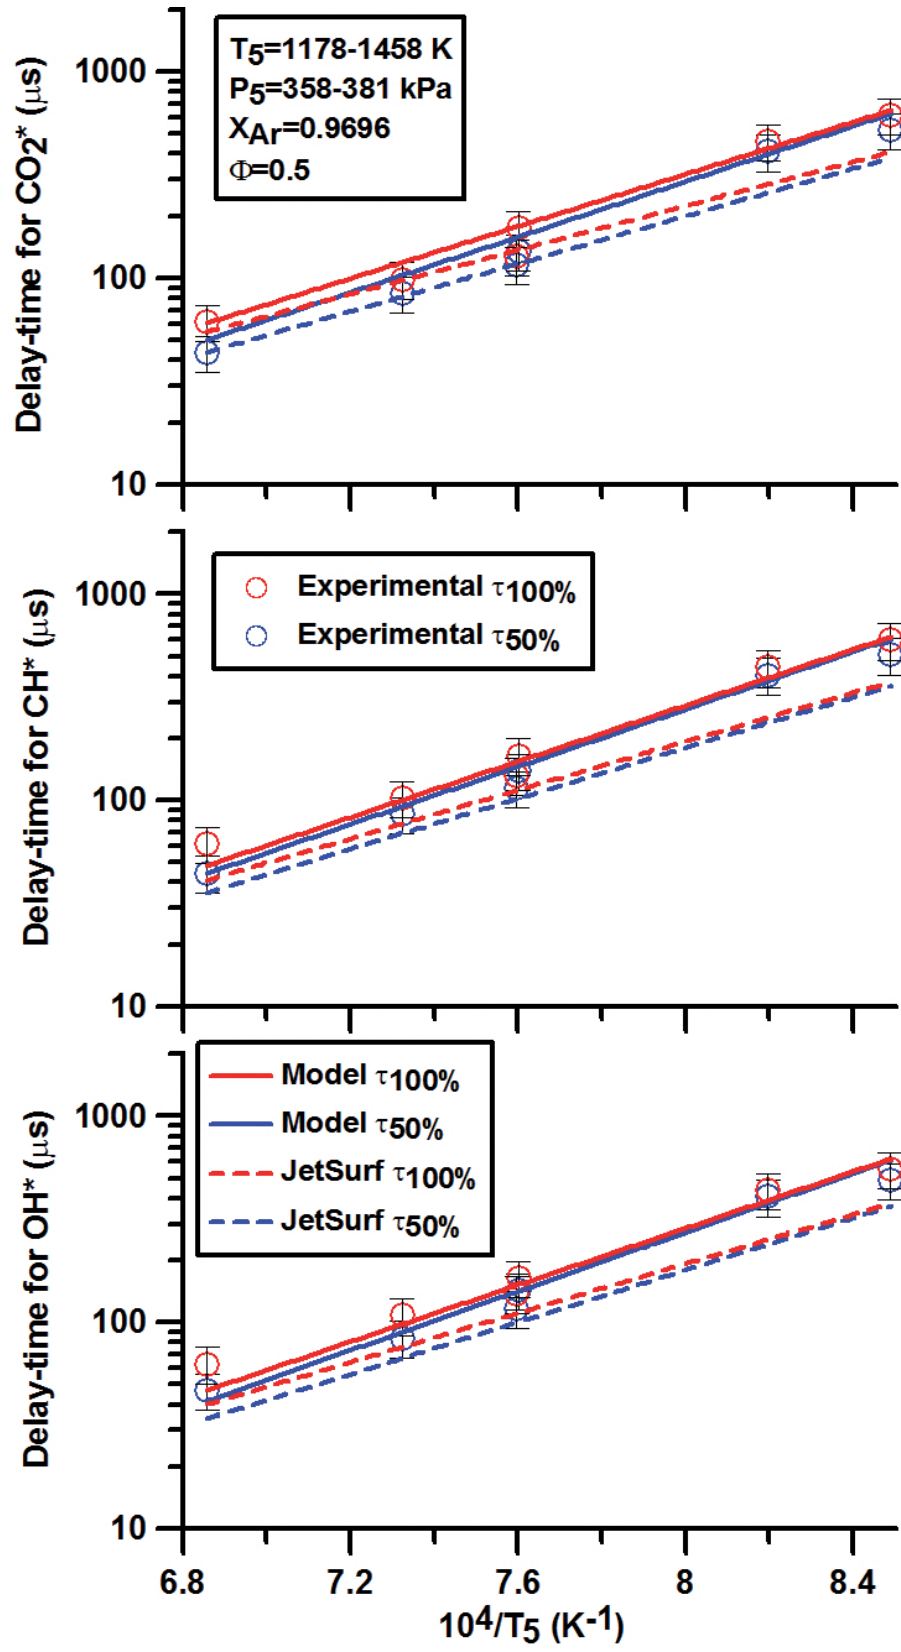 Delay-time for CO2* (μs)
1000
100
10
T5=1178-1458 K
P5=358-381 kPa
XAr=0.9696
Φ=0.5
Delay-time for CH* (μs)
1000
100
10
Experimental τ100%
Experimental τ50%
Delay-time for OH* (μs)
1000
100
10
Model τ100%
Model τ50%
JetSurf τ100%
JetSurf τ50%
6.8 7.2 7.6 8 8.4
10^4/T5 (K^-1)